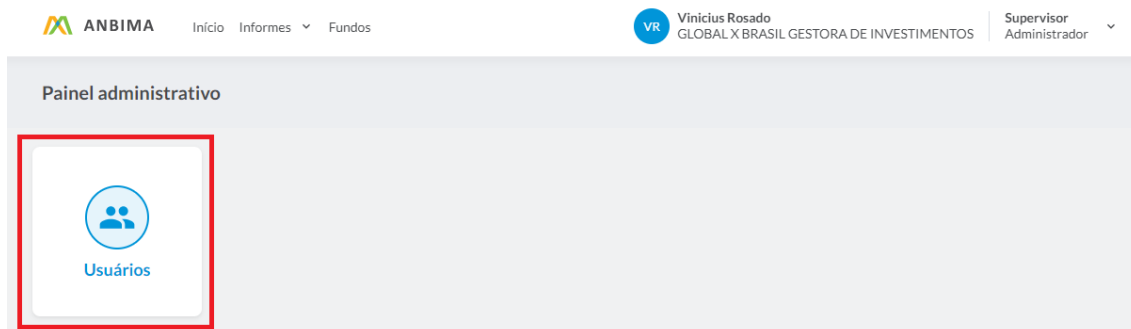 ANBIMA Início Informes Fundos VR Vinicius Rosado Supervisor
GLOBAL X BRASIL GESTORA DE INVESTIMENTOS Administrador
Painel administrativo
Usuários